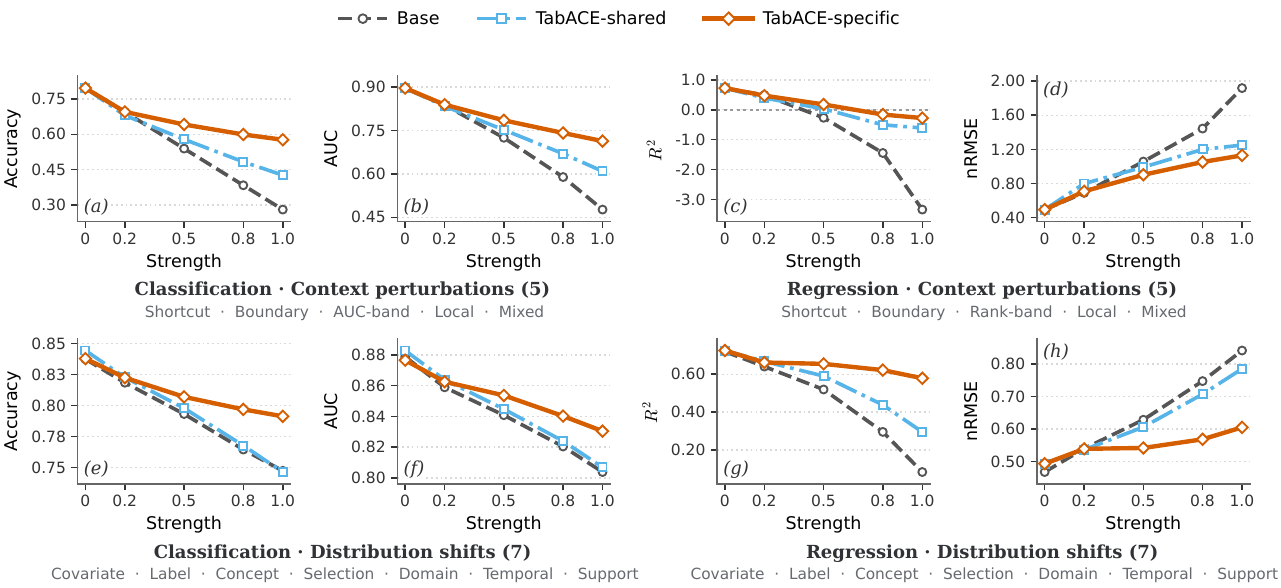 Base TabACE-shared TabACE-specific
Accuracy
0.75
0.60
0.45
0.30
(a)
0 0.2 0.5 0.8 1.0
Strength
AUC
0.90
0.75
0.60
0.45
(b)
0 0.2 0.5 0.8 1.0
Strength
Classification · Context perturbations (5)
Shortcut · Boundary · AUC-band · Local · Mixed
R²
1.0
0.0
-1.0
-2.0
-3.0
(c)
0 0.2 0.5 0.8 1.0
Strength
nRMSE
2.00
1.60
1.20
0.80
0.40
(d)
0 0.2 0.5 0.8 1.0
Strength
Regression · Context perturbations (5)
Shortcut · Boundary · Rank-band · Local · Mixed
Accuracy
0.85
0.83
0.80
0.78
0.75
(e)
0 0.2 0.5 0.8 1.0
Strength
AUC
0.88
0.86
0.84
0.82
0.80
(f)
0 0.2 0.5 0.8 1.0
Strength
Classification · Distribution shifts (7)
Covariate · Label · Concept · Selection · Domain · Temporal · Support
R²
0.60
0.40
0.20
(g)
0 0.2 0.5 0.8 1.0
Strength
nRMSE
0.80
0.70
0.60
0.50
(h)
0 0.2 0.5 0.8 1.0
Strength
Regression · Distribution shifts (7)
Covariate · Label · Concept · Selection · Domain · Temporal · Support